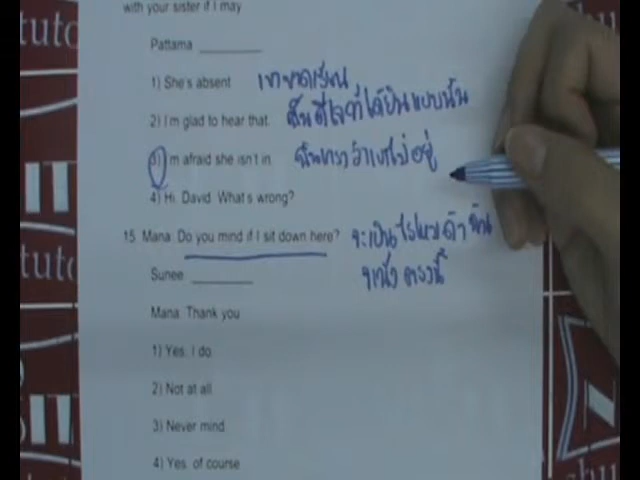 with your sister if I may
Pattama
1) She's absent เขาขาดเรียน
2) I'm glad to hear that. ฉันดีใจที่ได้ยินแบบนั้น
3) I'm afraid she isn't in. ฉันเกรงว่าเขาไม่อยู่
4) Hi. David. What's wrong?
15. Mana: Do you mind if I sit down here? จะเป็นไรไหมถ้าฉัน
จะนั่งตรงนี้
Sunee
Mana: Thank you
1) Yes. I do
2) Not at all
3) Never mind
4) Yes. of course
tuto
tuto